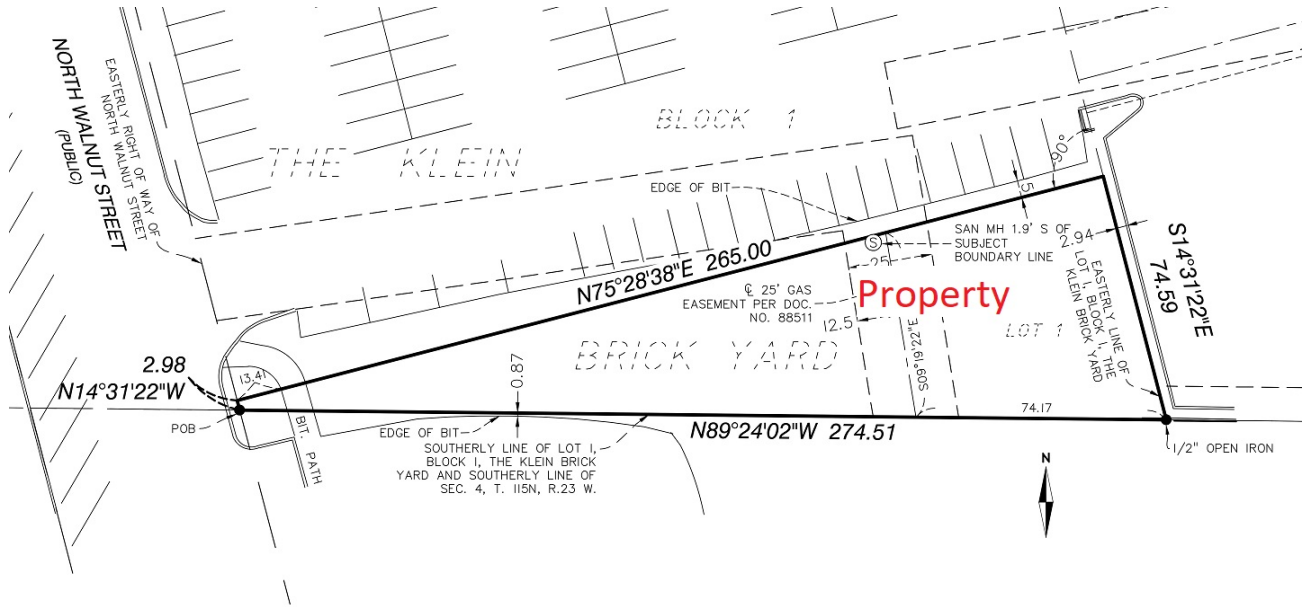 NORTH WALNUT STREET
(PUBLIC)
EASTERLY RIGHT OF WAY OF
NORTH WALNUT STREET
BLOCK 1
THE KLEIN
90°
EDGE OF BIT
5
SAN MH 1.9' S OF
SUBJECT
BOUNDARY LINE
S
2.94
S14°31'22"E
74.59
N75°28'38"E 265.00
25
℄ 25' GAS
EASEMENT PER DOC.
NO. 88511
Property
12.5
S09°19'22"E
LOT 1
EASTERLY LINE OF
LOT 1, BLOCK 1, THE
KLEIN BRICK YARD
BRICK YARD
0.87
2.98
N14°31'22"W
13.41
POB
BIT. PATH
74.17
EDGE OF BIT
N89°24'02"W 274.51
SOUTHERLY LINE OF LOT 1,
BLOCK 1, THE KLEIN BRICK
YARD AND SOUTHERLY LINE OF
SEC. 4, T. 115N, R.23 W.
1/2" OPEN IRON
N